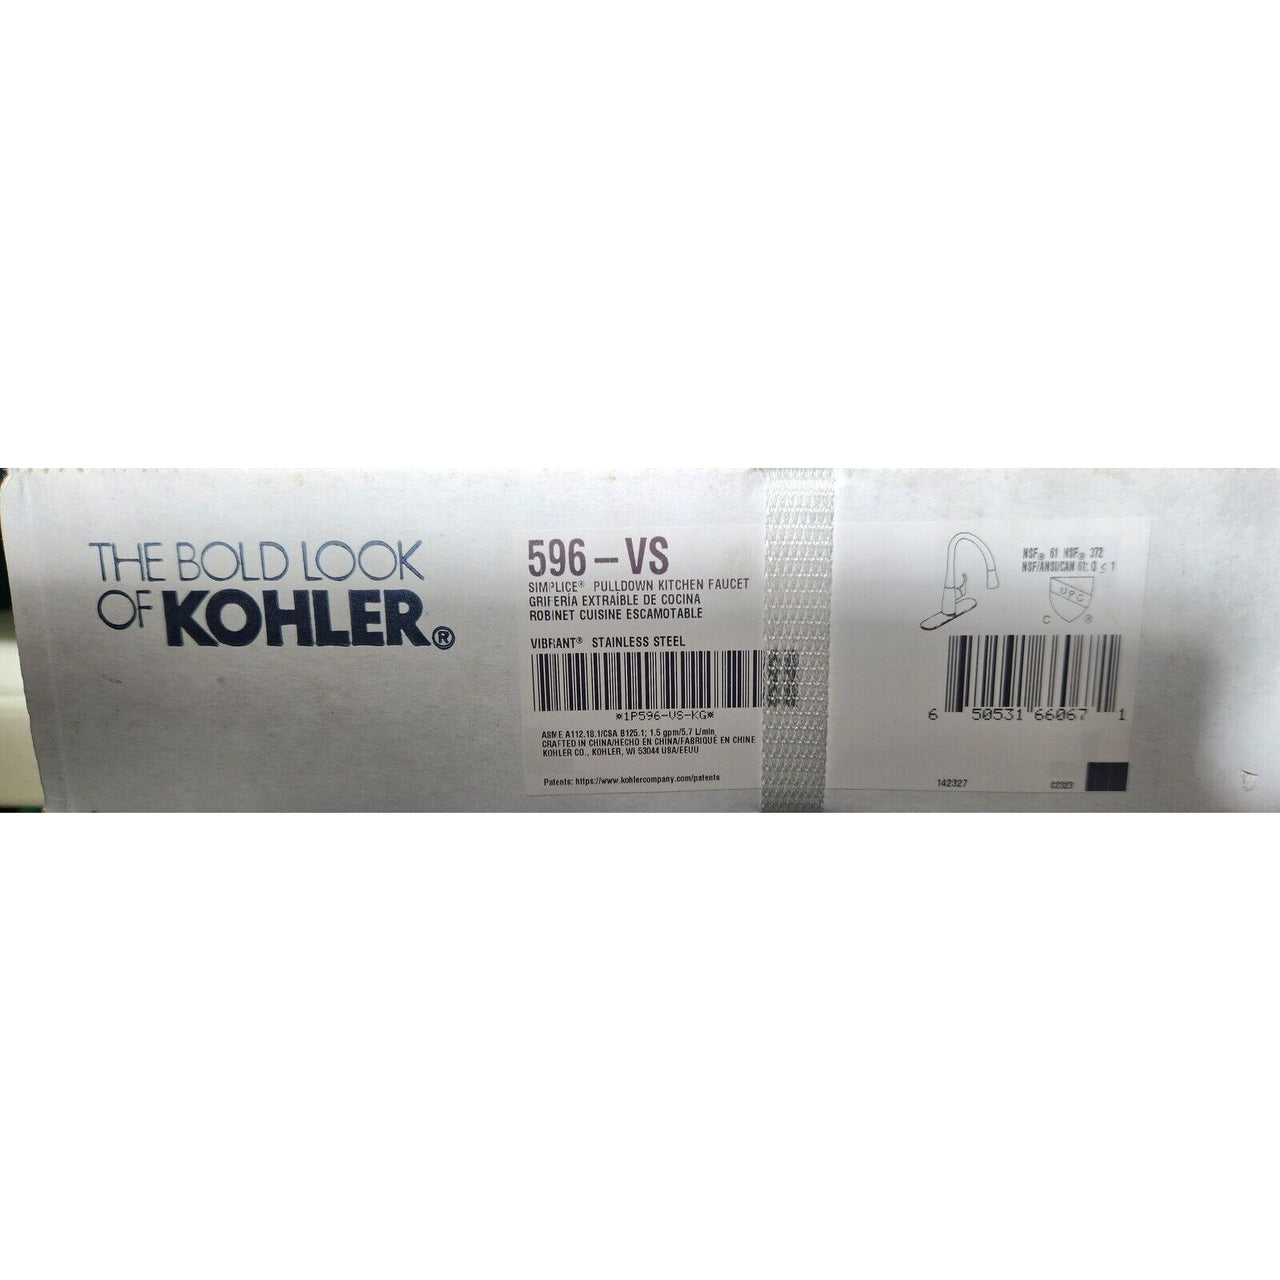 THE BOLD LOOK
OF KOHLER®
596-VS
SIMPLICE® PULLDOWN KITCHEN FAUCET
GRIFERÍA EXTRAÍBLE DE COCINA
ROBINET CUISINE ESCAMOTABLE
VIBRANT® STAINLESS STEEL
*1P596-VS-KG*
ASME A112.18.1/CSA B125.1; 1.5 gpm/5.7 L/min
CRAFTED IN CHINA/HECHO EN CHINA/FABRIQUÉ EN CHINE
KOHLER CO., KOHLER, WI 53044 USA/EEUU
Patents: https://www.kohlercompany.com/patents
NSF® 61 NSF® 372
NSF/ANSI/CAN 61: Q ≤ 1
UPC
C ®
6 50531 66067 1
142327
C2323